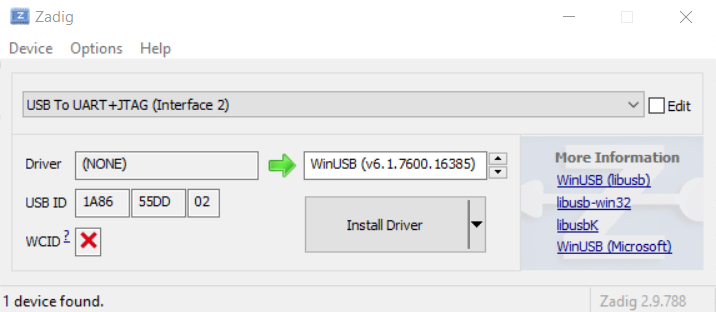 Zadig
Device Options Help
USB To UART+JTAG (Interface 2)
Edit
Driver (NONE) WinUSB (v6.1.7600.16385)
USB ID 1A86 55DD 02
WCID ?
Install Driver
More Information
WinUSB (libusb)
libusb-win32
libusbK
WinUSB (Microsoft)
1 device found.
Zadig 2.9.788